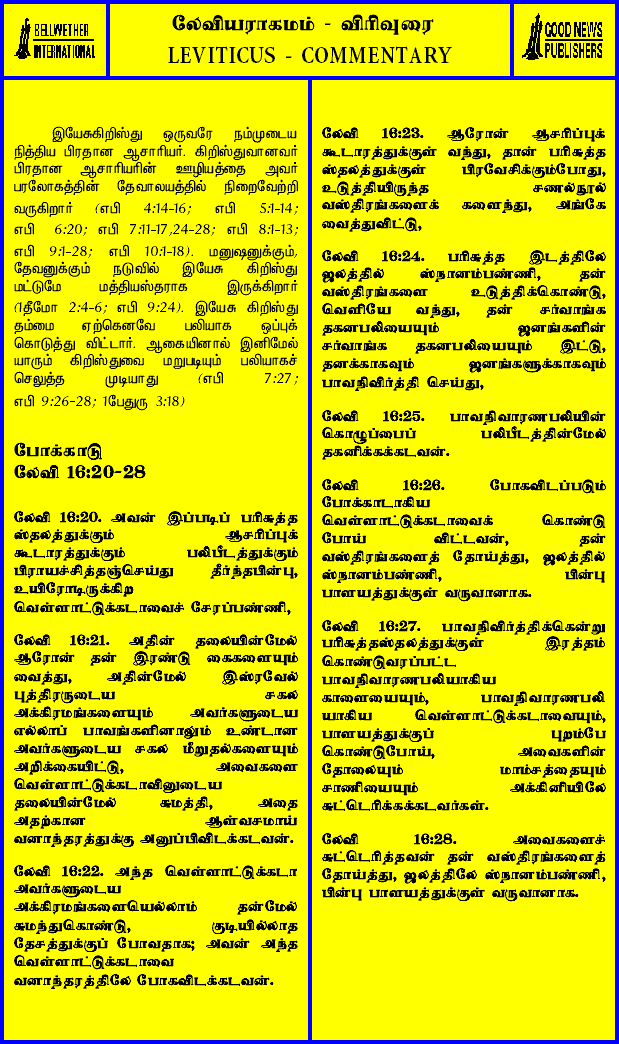 BELLWETHER
INTERNATIONAL
லேவியராகமம் - விரிவுரை
LEVITICUS - COMMENTARY
GOOD NEWS
PUBLISHERS
இயேசுகிறிஸ்து ஒருவரே நம்முடைய
நித்திய பிரதான ஆசாரியர். கிறிஸ்துவானவர்
பிரதான ஆசாரியரின் ஊழியத்தை அவர்
பரலோகத்தின் தேவாலயத்தில் நிறைவேற்றி
வருகிறார் (எபி 4:14-16; எபி 5:1-14;
எபி 6:20; எபி 7:11-17,24-28; எபி 8:1-13;
எபி 9:1-28; எபி 10:1-18). மனுஷனுக்கும்,
தேவனுக்கும் நடுவில் இயேசு கிறிஸ்து
மட்டுமே மத்தியஸ்தராக இருக்கிறார்
(1தீமோ 2:4-6; எபி 9:24). இயேசு கிறிஸ்து
தம்மை ஏற்கெனவே பலியாக ஒப்புக்
கொடுத்து விட்டார். ஆகையினால் இனிமேல்
யாரும் கிறிஸ்துவை மறுபடியும் பலியாகச்
செலுத்த முடியாது (எபி 7:27;
எபி 9:26-28; 1பேதுரு 3:18)
போக்காடு
லேவி 16:20-28
லேவி 16:20. அவன் இப்படிப் பரிசுத்த
ஸ்தலத்துக்கும் ஆசரிப்புக்
கூடாரத்துக்கும் பலிபீடத்துக்கும்
பிராயச்சித்தஞ்செய்து தீர்ந்தபின்பு,
உயிரோடிருக்கிற
வெள்ளாட்டுக்கடாவைச் சேரப்பண்ணி,
லேவி 16:21. அதின் தலையின்மேல்
ஆரோன் தன் இரண்டு கைகளையும்
வைத்து, அதின்மேல் இஸ்ரவேல்
புத்திரருடைய சகல
அக்கிரமங்களையும் அவர்களுடைய
எல்லாப் பாவங்களினாலும் உண்டான
அவர்களுடைய சகல மீறுதல்களையும்
அறிக்கையிட்டு, அவைகளை
வெள்ளாட்டுக்கடாவினுடைய
தலையின்மேல் சுமத்தி, அதை
அதற்கான ஆள்வசமாய்
வனாந்தரத்துக்கு அனுப்பிவிடக்கடவன்.
லேவி 16:22. அந்த வெள்ளாட்டுக்கடா
அவர்களுடைய
அக்கிரமங்களையெல்லாம் தன்மேல்
சுமந்துகொண்டு, குடியில்லாத
தேசத்துக்குப் போவதாக; அவன் அந்த
வெள்ளாட்டுக்கடாவை
வனாந்தரத்திலே போகவிடக்கடவன்.
லேவி 16:23. ஆரோன் ஆசரிப்புக்
கூடாரத்துக்குள் வந்து, தான் பரிசுத்த
ஸ்தலத்துக்குள் பிரவேசிக்கும்போது,
உடுத்தியிருந்த சணல்நூல்
வஸ்திரங்களைக் களைந்து, அங்கே
வைத்துவிட்டு,
லேவி 16:24. பரிசுத்த இடத்திலே
ஜலத்தில் ஸ்நானம்பண்ணி, தன்
வஸ்திரங்களை உடுத்திக்கொண்டு,
வெளியே வந்து, தன் சர்வாங்க
தகனபலியையும் ஜனங்களின்
சர்வாங்க தகனபலியையும் இட்டு,
தனக்காகவும் ஜனங்களுக்காகவும்
பாவநிவிர்த்தி செய்து,
லேவி 16:25. பாவநிவாரணபலியின்
கொழுப்பைப் பலிபீடத்தின்மேல்
தகனிக்கக்கடவன்.
லேவி 16:26. போகவிடப்படும்
போக்காடாகிய
வெள்ளாட்டுக்கடாவைக் கொண்டு
போய் விட்டவன், தன்
வஸ்திரங்களைத் தோய்த்து, ஜலத்தில்
ஸ்நானம்பண்ணி, பின்பு
பாளயத்துக்குள் வருவானாக.
லேவி 16:27. பாவநிவிர்த்திக்கென்று
பரிசுத்தஸ்தலத்துக்குள் இரத்தம்
கொண்டுவரப்பட்ட
பாவநிவாரணபலியாகிய
காளையையும், பாவநிவாரணபலி
யாகிய வெள்ளாட்டுக்கடாவையும்,
பாளயத்துக்குப் புறம்பே
கொண்டுபோய், அவைகளின்
தோலையும் மாம்சத்தையும்
சாணியையும் அக்கினியிலே
சுட்டெரிக்கக்கடவர்கள்.
லேவி 16:28. அவைகளைச்
சுட்டெரித்தவன் தன் வஸ்திரங்களைத்
தோய்த்து, ஜலத்திலே ஸ்நானம்பண்ணி,
பின்பு பாளயத்துக்குள் வருவானாக.